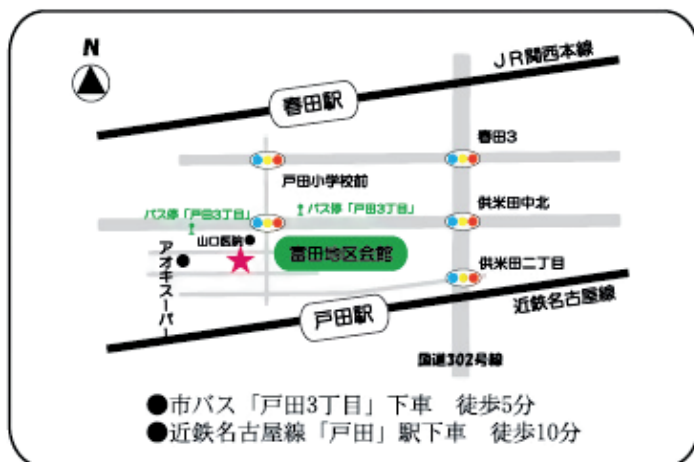 N
JR関西本線
春田駅
春田3
戸田小学校前
バス停「戸田3丁目」
バス停「戸田3丁目」
供米田中北
山口医院
アオキスーパー
富田地区会館
供米田二丁目
戸田駅
近鉄名古屋線
国道302号線
●市バス「戸田3丁目」下車 徒歩5分
●近鉄名古屋線「戸田」駅下車 徒歩10分